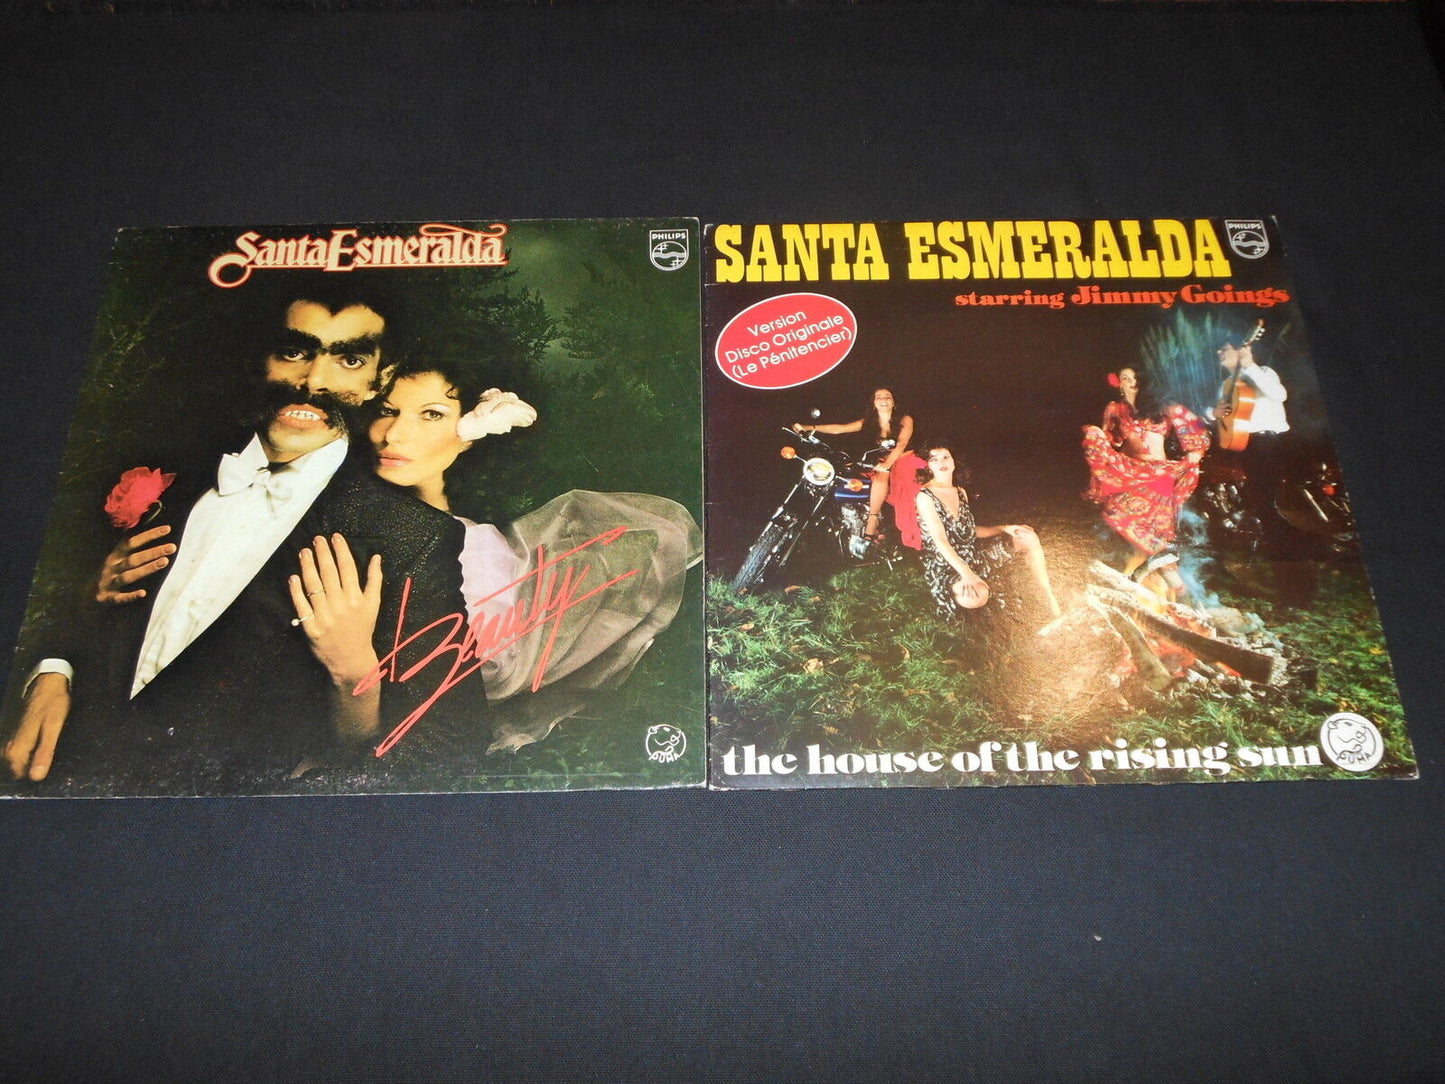 Santa Esmeralda
PHILIPS
Beauty
PUMA
SANTA ESMERALDA
PHILIPS
starring Jimmy Goings
Version
Disco Originale
(Le Pénitencier)
the house of the rising sun
PUMA